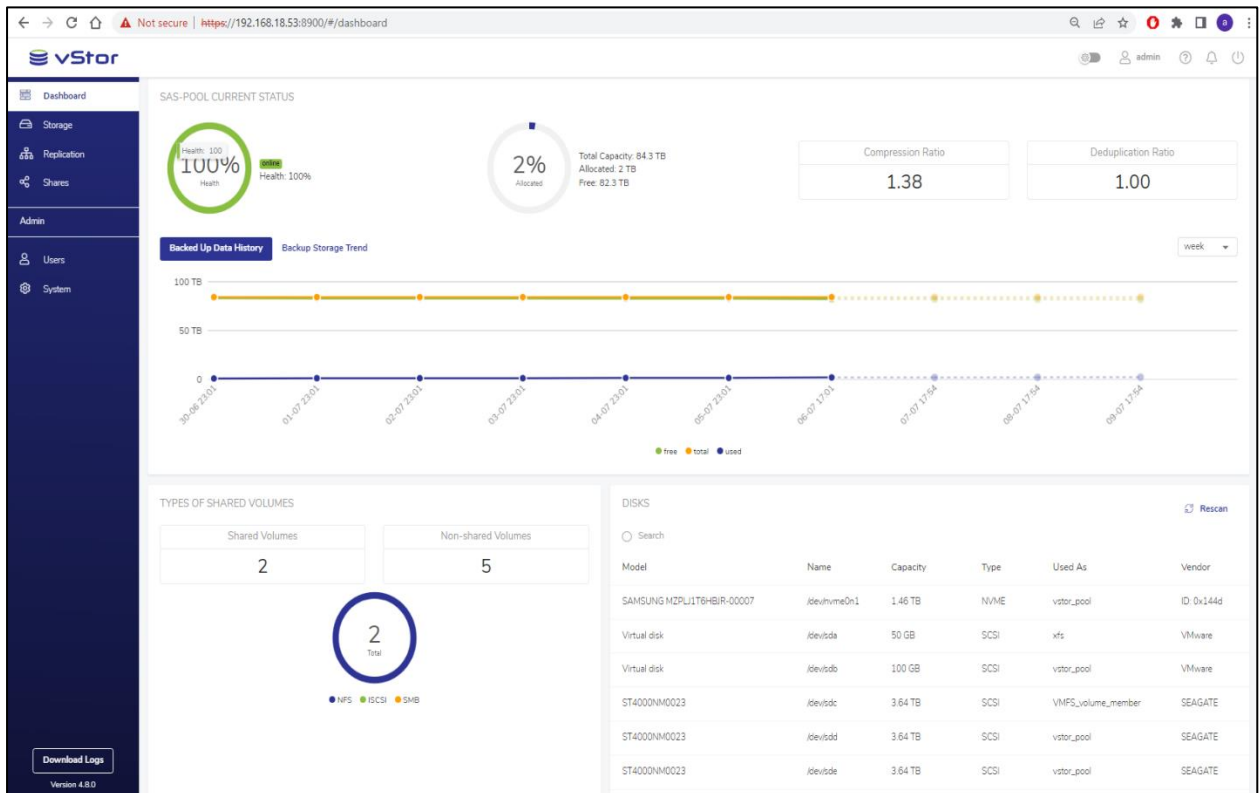 Not secure | https://192.168.18.53:8900/#/dashboard
a
vStor
admin
Dashboard
Storage
Replication
Shares
Admin
Users
System
Download Logs
Version 4.8.0
SAS-POOL CURRENT STATUS
Health: 100
100%
Health
online
Health: 100%
2%
Allocated
Total Capacity: 84.3 TB
Allocated: 2 TB
Free: 82.3 TB
Compression Ratio
1.38
Deduplication Ratio
1.00
Backed Up Data History
Backup Storage Trend
week
100 TB
50 TB
0
30-06 23:01
01-07 23:01
02-07 23:01
03-07 23:01
04-07 23:01
05-07 23:01
06-07 17:01
07-07 17:54
08-07 17:54
09-07 17:54
free total used
TYPES OF SHARED VOLUMES
Shared Volumes
2
Non-shared Volumes
5
2
Total
NFS ISCSI SMB
DISKS
Rescan
Search
Model Name Capacity Type Used As Vendor
SAMSUNG MZPLJ1T6HBJR-00007 /dev/nvme0n1 1.46 TB NVME vstor_pool ID: 0x144d
Virtual disk /dev/sda 50 GB SCSI xfs VMware
Virtual disk /dev/sdb 100 GB SCSI vstor_pool VMware
ST4000NM0023 /dev/sdc 3.64 TB SCSI VMFS_volume_member SEAGATE
ST4000NM0023 /dev/sdd 3.64 TB SCSI vstor_pool SEAGATE
ST4000NM0023 /dev/sde 3.64 TB SCSI vstor_pool SEAGATE